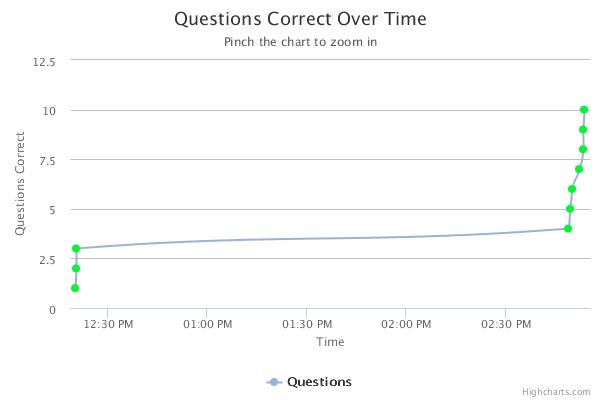 Questions Correct Over Time
Pinch the chart to zoom in
12.5
10
7.5
5
2.5
0
Questions Correct
12:30 PM
01:00 PM
01:30 PM
02:00 PM
02:30 PM
Time
Questions
Highcharts.com